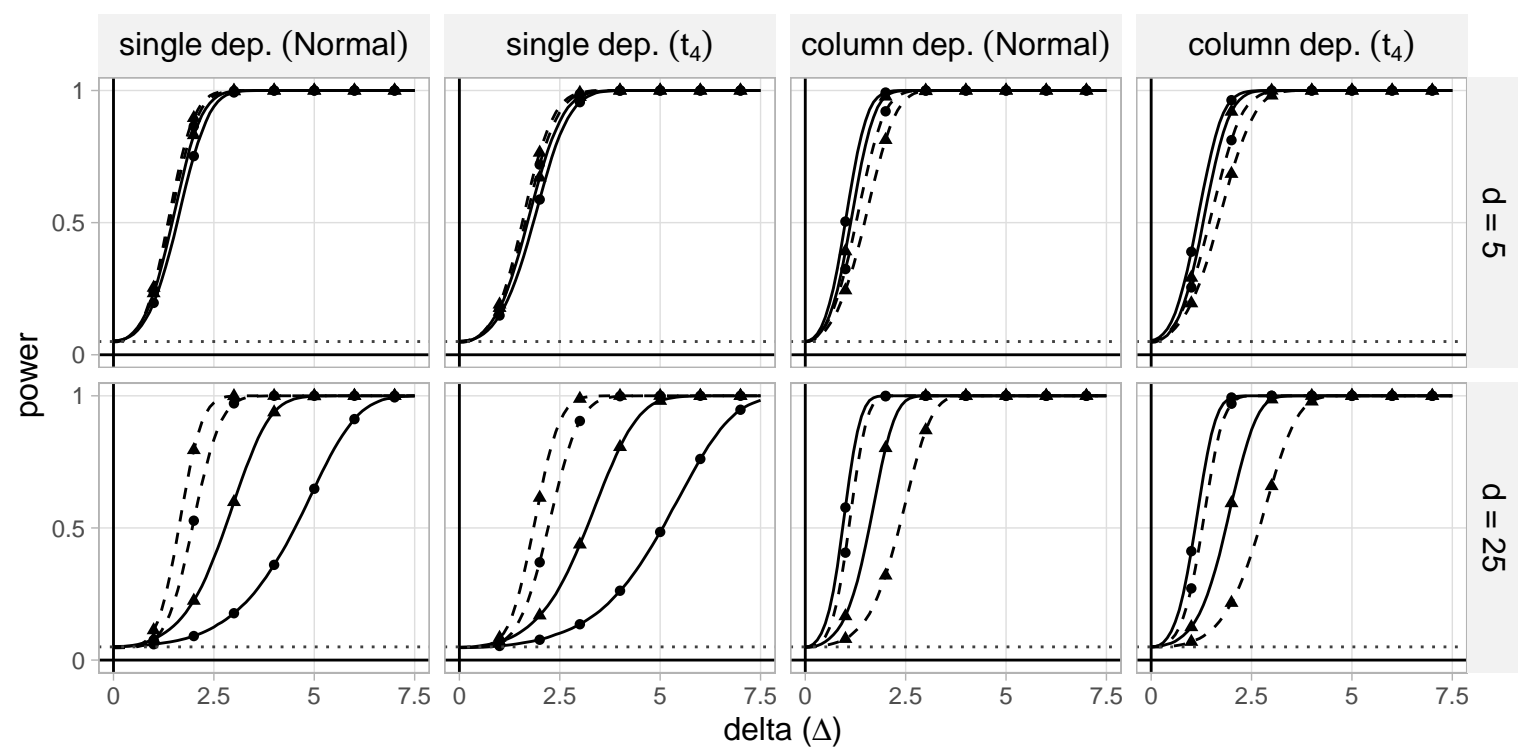 single dep. (Normal)
single dep. (t₄)
column dep. (Normal)
column dep. (t₄)
1
0.5
0
d = 5
power
1
0.5
0
d = 25
0 2.5 5 7.5
0 2.5 5 7.5
0 2.5 5 7.5
0 2.5 5 7.5
delta (Δ)